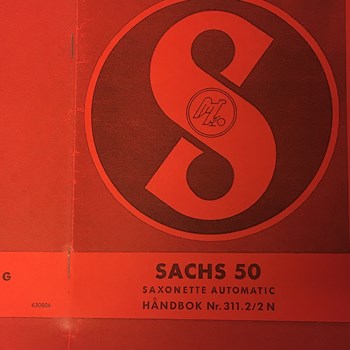 S
SACHS 50
SAXONETTE AUTOMATIC
HÅNDBOK Nr. 311.2/2 N
G